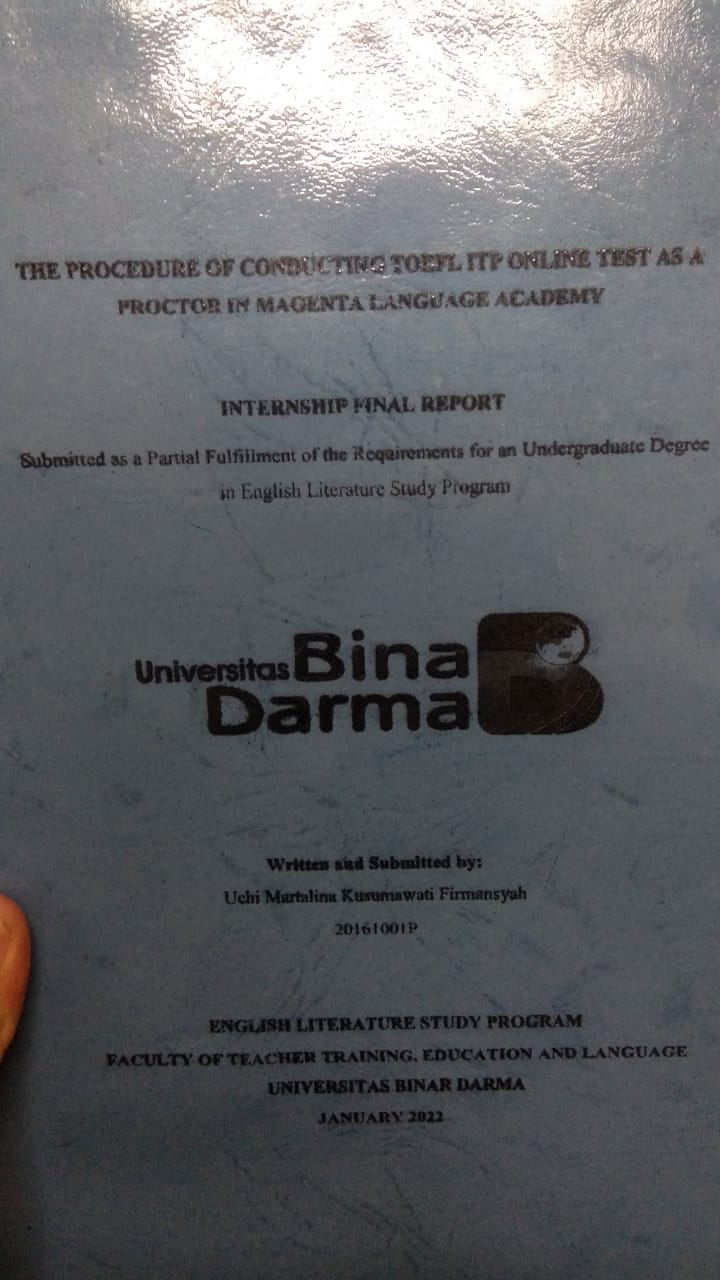 THE PROCEDURE OF CONDUCTING TOEFL ITP ONLINE TEST AS A
PROCTOR IN MAGENTA LANGUAGE ACADEMY
INTERNSHIP FINAL REPORT
Submitted as a Partial Fulfillment of the Requirements for an Undergraduate Degree
in English Literature Study Program
Universitas Bina
Darma
Written and Submitted by:
Uchi Martalina Kusumawati Firmansyah
20161001P
ENGLISH LITERATURE STUDY PROGRAM
FACULTY OF TEACHER TRAINING, EDUCATION AND LANGUAGE
UNIVERSITAS BINAR DARMA
JANUARY 2022